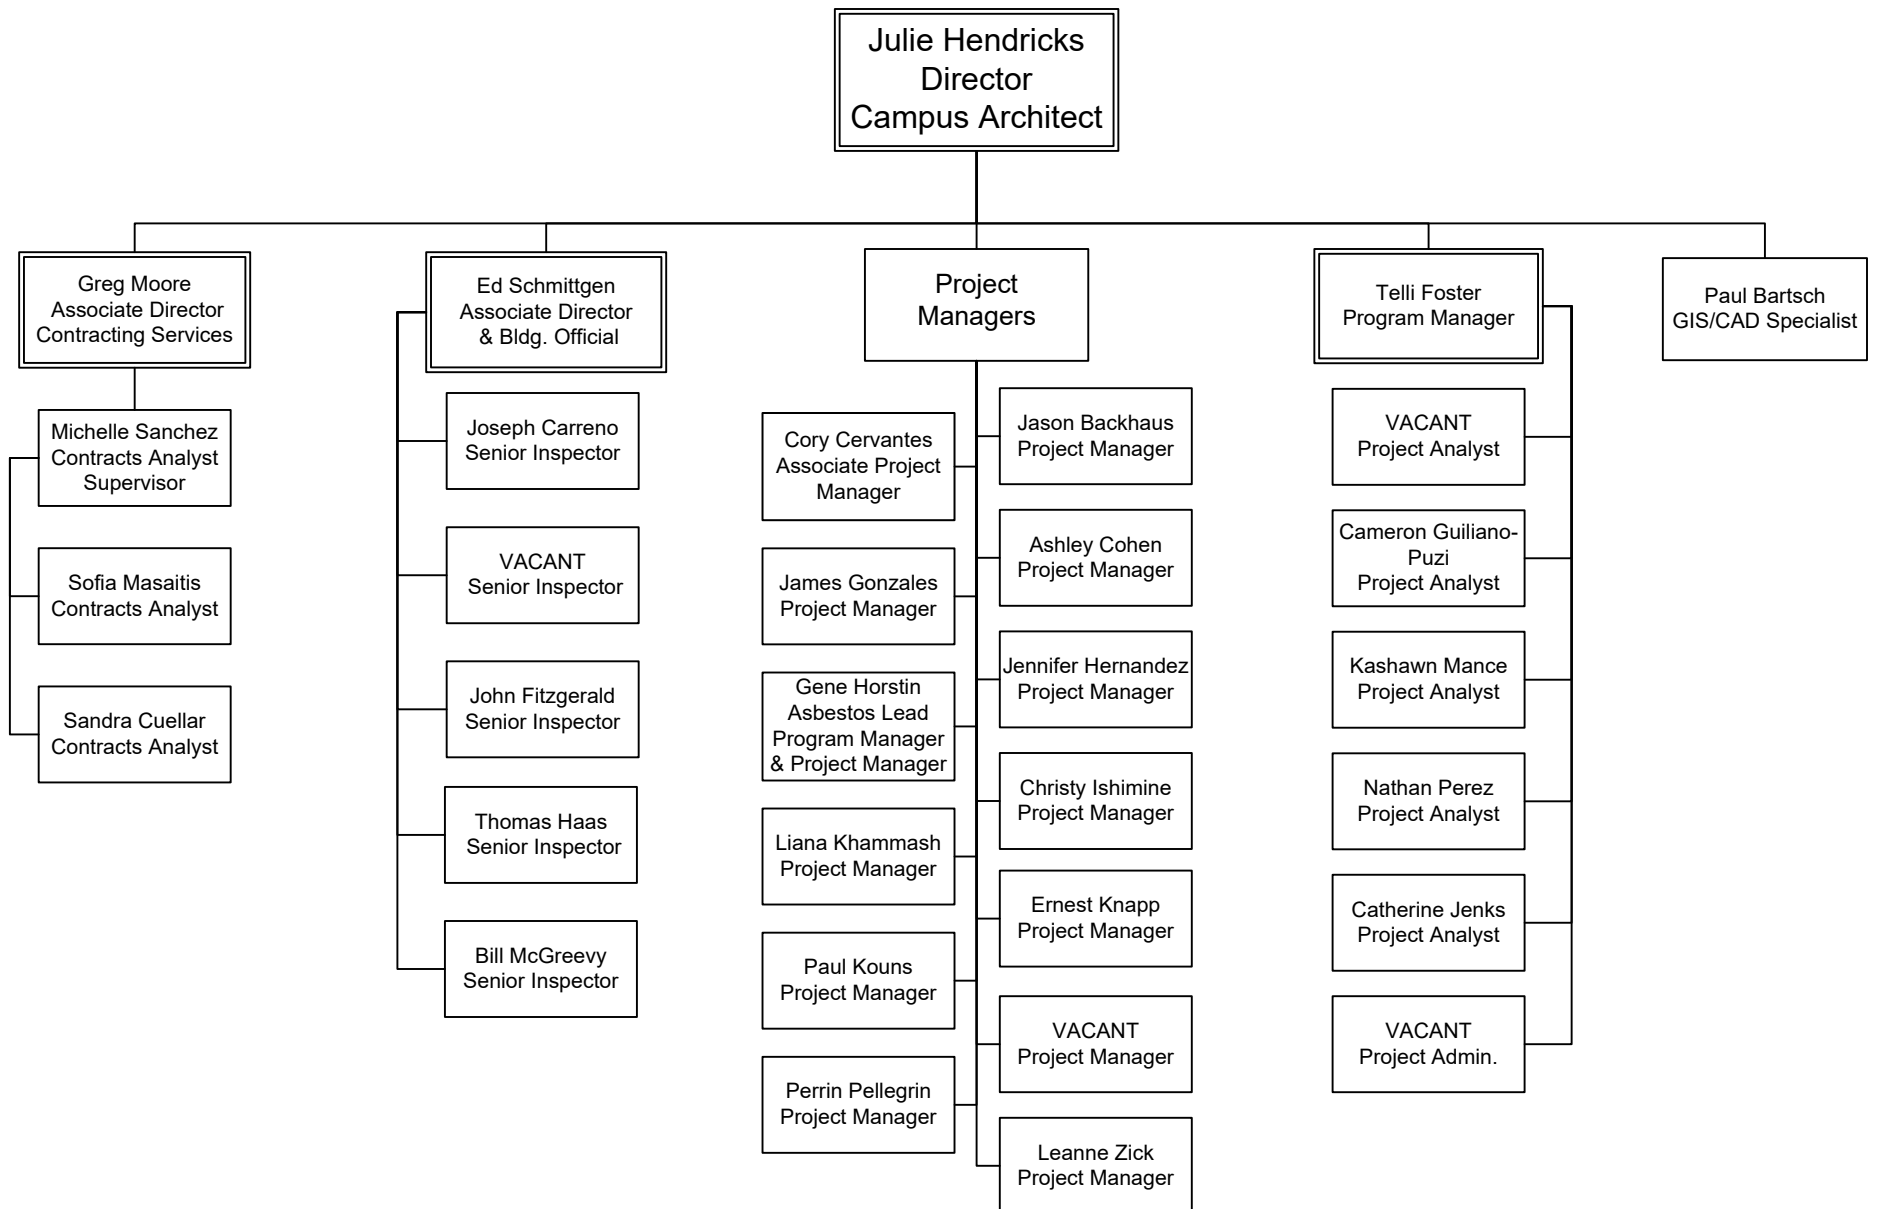 Julie Hendricks
Director
Campus Architect
Greg Moore
Associate Director
Contracting Services
Michelle Sanchez
Contracts Analyst
Supervisor
Sofia Masaitis
Contracts Analyst
Sandra Cuellar
Contracts Analyst
Ed Schmittgen
Associate Director
& Bldg. Official
Joseph Carreno
Senior Inspector
VACANT
Senior Inspector
John Fitzgerald
Senior Inspector
Thomas Haas
Senior Inspector
Bill McGreevy
Senior Inspector
Project
Managers
Cory Cervantes
Associate Project
Manager
James Gonzales
Project Manager
Gene Horstin
Asbestos Lead
Program Manager
& Project Manager
Liana Khammash
Project Manager
Paul Kouns
Project Manager
Perrin Pellegrin
Project Manager
Jason Backhaus
Project Manager
Ashley Cohen
Project Manager
Jennifer Hernandez
Project Manager
Christy Ishimine
Project Manager
Ernest Knapp
Project Manager
VACANT
Project Manager
Leanne Zick
Project Manager
Telli Foster
Program Manager
VACANT
Project Analyst
Cameron Guiliano-
Puzi
Project Analyst
Kashawn Mance
Project Analyst
Nathan Perez
Project Analyst
Catherine Jenks
Project Analyst
VACANT
Project Admin.
Paul Bartsch
GIS/CAD Specialist